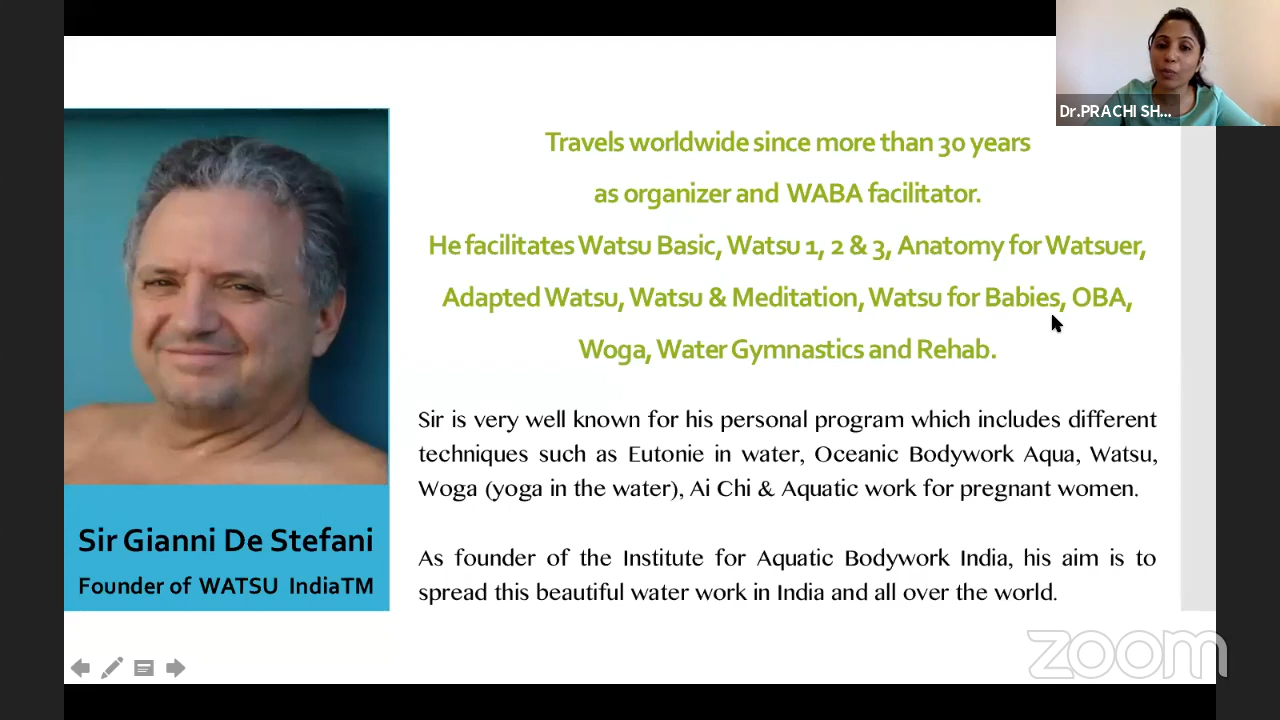 Dr.PRACHI SH...
Travels worldwide since more than 30 years
as organizer and WABA facilitator.
He facilitates Watsu Basic, Watsu 1, 2 & 3, Anatomy for Watsuer,
Adapted Watsu, Watsu & Meditation, Watsu for Babies, OBA,
Woga, Water Gymnastics and Rehab.
Sir is very well known for his personal program which includes different
techniques such as Eutonie in water, Oceanic Bodywork Aqua, Watsu,
Woga (yoga in the water), Ai Chi & Aquatic work for pregnant women.
As founder of the Institute for Aquatic Bodywork India, his aim is to
spread this beautiful water work in India and all over the world.
Sir Gianni De Stefani
Founder of WATSU IndiaTM
zoom